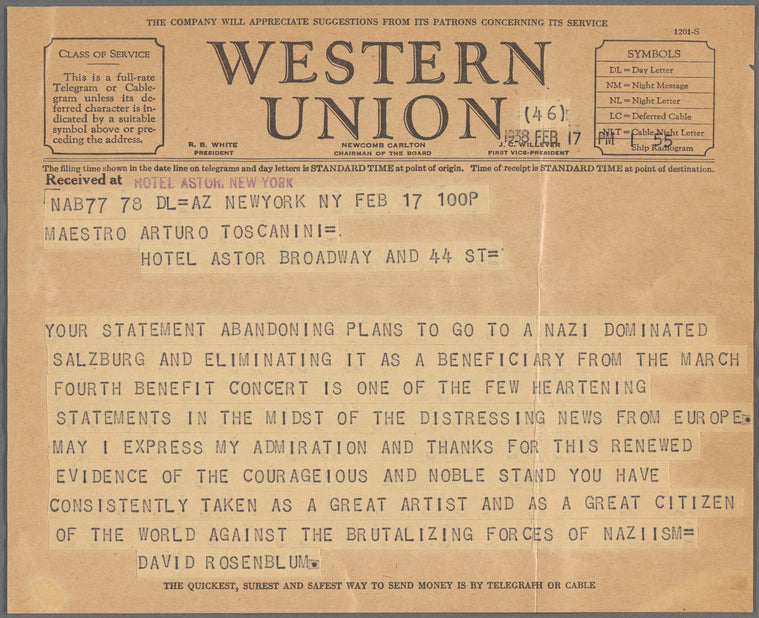 THE COMPANY WILL APPRECIATE SUGGESTIONS FROM ITS PATRONS CONCERNING ITS SERVICE
1201-S
CLASS OF SERVICE
This is a full-rate
Telegram or Cable-
gram unless its de-
ferred character is in-
dicated by a suitable
symbol above or pre-
ceding the address.
WESTERN
UNION
(46)
R. B. WHITE
PRESIDENT
NEWCOMB CARLTON
CHAIRMAN OF THE BOARD
J. C. WILLEVER
FIRST VICE-PRESIDENT
1938 FEB 17 PM 1 55
SYMBOLS
DL = Day Letter
NM = Night Message
NL = Night Letter
LC = Deferred Cable
NLT = Cable Night Letter
Ship Radiogram
The filing time shown in the date line on telegrams and day letters is STANDARD TIME at point of origin. Time of receipt is STANDARD TIME at point of destination.
Received at HOTEL ASTOR, NEW YORK
NAB77 78 DL=AZ NEWYORK NY FEB 17 100P
MAESTRO ARTURO TOSCANINI=
HOTEL ASTOR BROADWAY AND 44 ST=
YOUR STATEMENT ABANDONING PLANS TO GO TO A NAZI DOMINATED
SALZBURG AND ELIMINATING IT AS A BENEFICIARY FROM THE MARCH
FOURTH BENEFIT CONCERT IS ONE OF THE FEW HEARTENING
STATEMENTS IN THE MIDST OF THE DISTRESSING NEWS FROM EUROPE.
MAY I EXPRESS MY ADMIRATION AND THANKS FOR THIS RENEWED
EVIDENCE OF THE COURAGEIOUS AND NOBLE STAND YOU HAVE
CONSISTENTLY TAKEN AS A GREAT ARTIST AND AS A GREAT CITIZEN
OF THE WORLD AGAINST THE BRUTALIZING FORCES OF NAZIISM=
DAVID ROSENBLUM.
THE QUICKEST, SUREST AND SAFEST WAY TO SEND MONEY IS BY TELEGRAPH OR CABLE